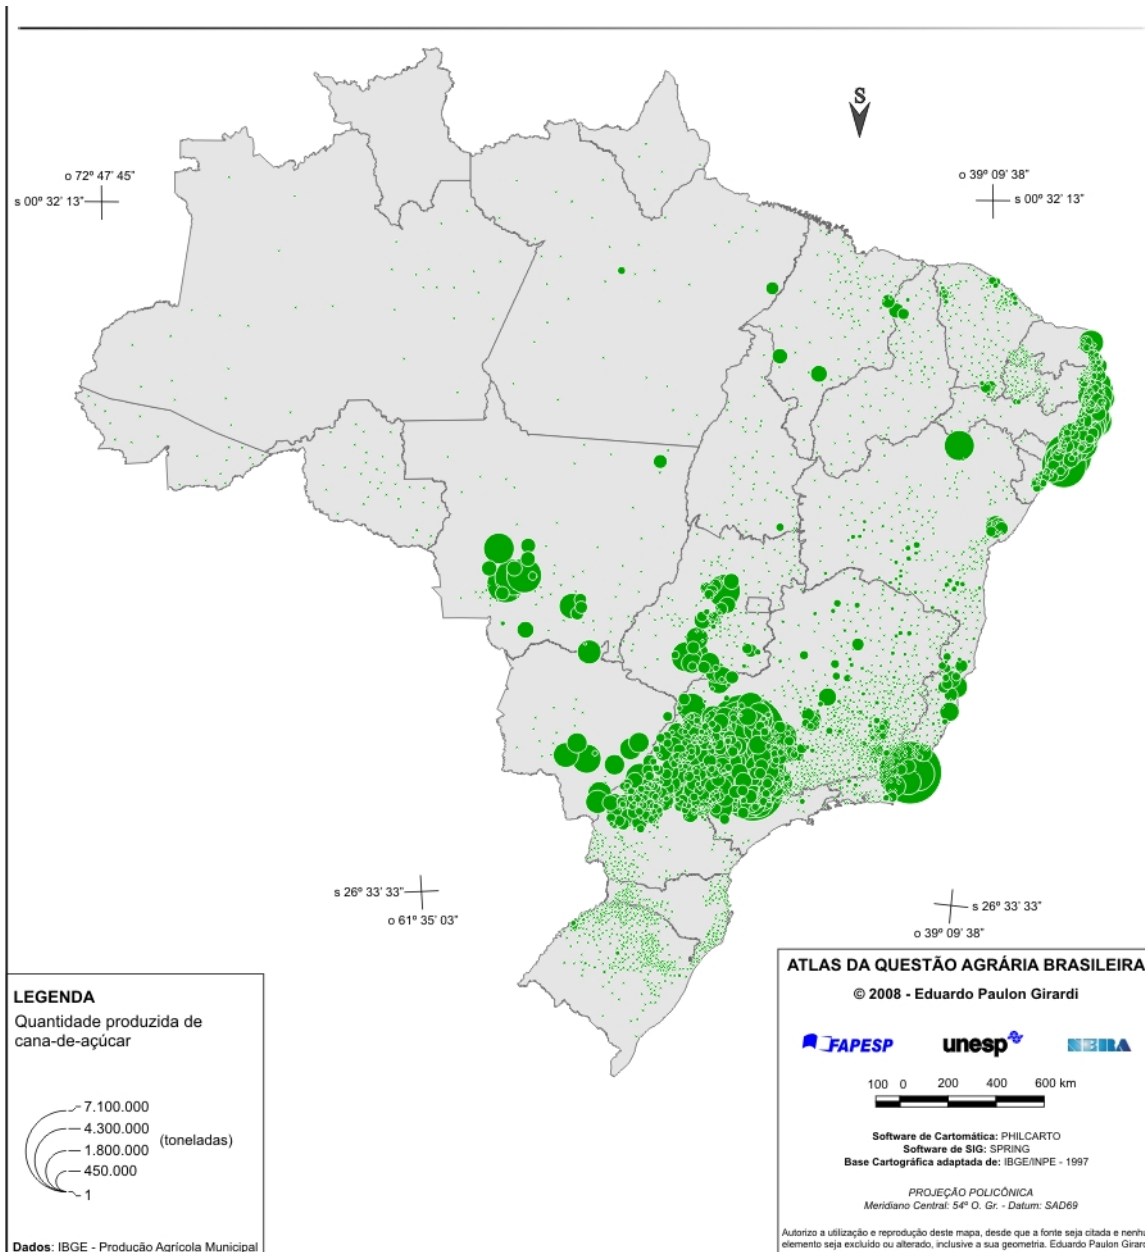 S
o 72º 47' 45"
s 00º 32' 13"
o 39º 09' 38"
s 00º 32' 13"
s 26º 33' 33"
o 61º 35' 03"
s 26º 33' 33"
o 39º 09' 38"
LEGENDA
Quantidade produzida de
cana-de-açúcar
7.100.000
4.300.000
(toneladas)
1.800.000
450.000
1
Dados: IBGE - Produção Agrícola Municipal
ATLAS DA QUESTÃO AGRÁRIA BRASILEIRA
© 2008 - Eduardo Paulon Girardi
FAPESP unesp NERA
100 0 200 400 600 km
Software de Cartomática: PHILCARTO
Software de SIG: SPRING
Base Cartográfica adaptada de: IBGE/INPE - 1997
PROJEÇÃO POLICÔNICA
Meridiano Central: 54º O. Gr. - Datum: SAD69
Autorizo a utilização e reprodução deste mapa, desde que a fonte seja citada e nenhu
elemento seja excluído ou alterado, inclusive a sua geometria. Eduardo Paulon Girard